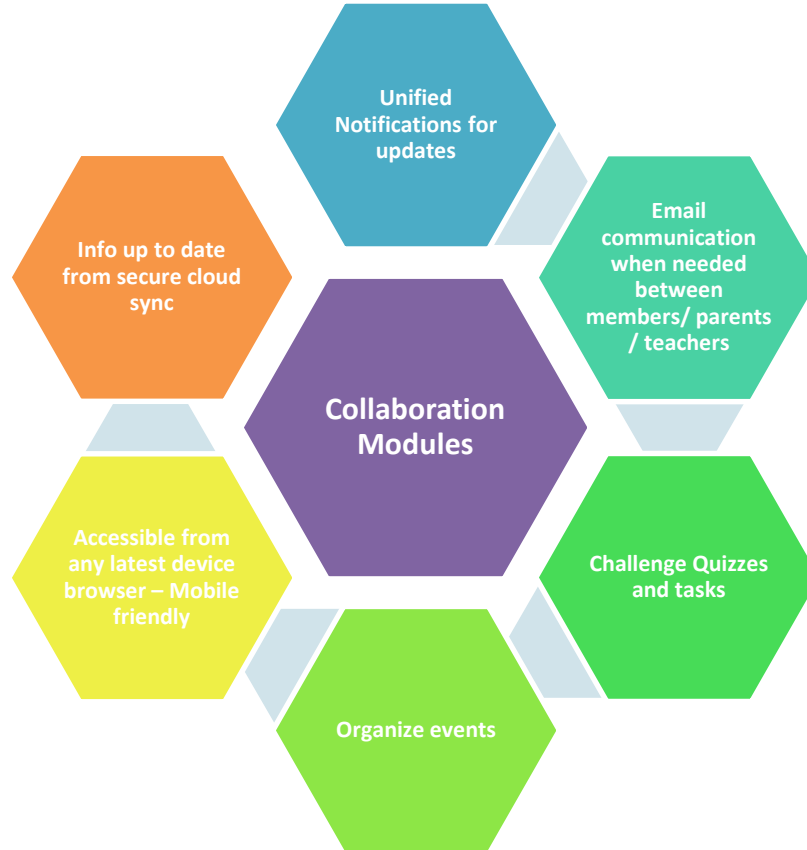 Unified
Notifications for
updates
Email
communication
when needed
between
members/ parents
/ teachers
Challenge Quizzes
and tasks
Organize events
Accessible from
any latest device
browser – Mobile
friendly
Info up to date
from secure cloud
sync
Collaboration
Modules